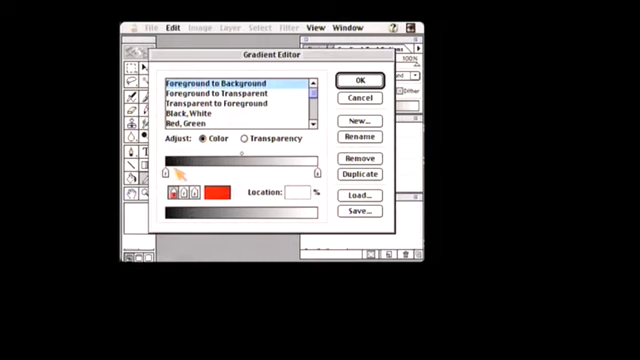 File Edit Image Layer Select Filter View Window
Gradient Editor
100%
Dither
Foreground to Background
Foreground to Transparent
Transparent to Foreground
Black, White
Red, Green
OK
Cancel
New...
Rename
Remove
Duplicate
Load...
Save...
Adjust: Color Transparency
Location: %